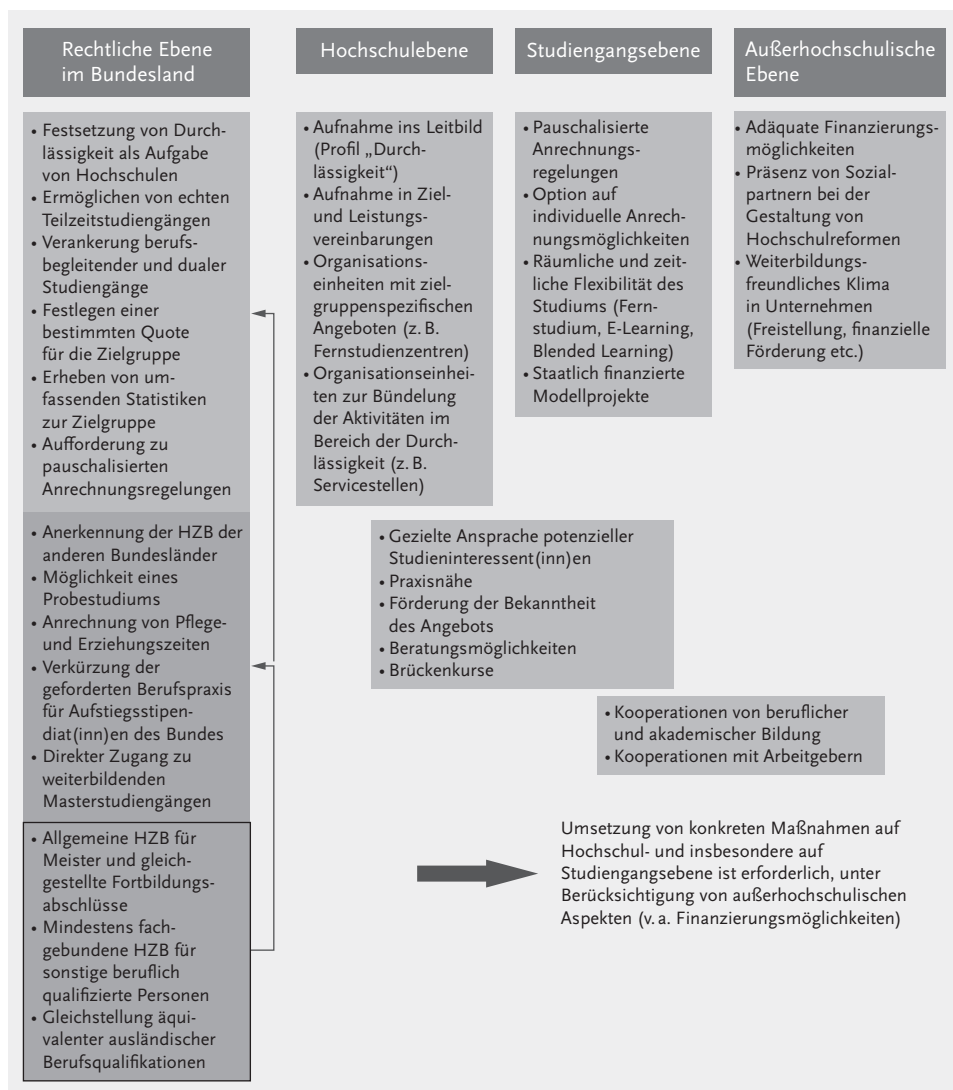 Rechtliche Ebene
im Bundesland
• Festsetzung von Durch-
lässigkeit als Aufgabe
von Hochschulen
• Ermöglichen von echten
Teilzeitstudiengängen
• Verankerung berufs-
begleitender und dualer
Studiengänge
• Festlegen einer
bestimmten Quote
für die Zielgruppe
• Erheben von um-
fassenden Statistiken
zur Zielgruppe
• Aufforderung zu
pauschalisierten
Anrechnungsregelungen
• Anerkennung der HZB der
anderen Bundesländer
• Möglichkeit eines
Probestudiums
• Anrechnung von Pflege-
und Erziehungszeiten
• Verkürzung der
geforderten Berufspraxis
für Aufstiegsstipen-
diat(inn)en des Bundes
• Direkter Zugang zu
weiterbildenden
Masterstudiengängen
• Allgemeine HZB für
Meister und gleich-
gestellte Fortbildungs-
abschlüsse
• Mindestens fach-
gebundene HZB für
sonstige beruflich
qualifizierte Personen
• Gleichstellung äqui-
valenter ausländischer
Berufsqualifikationen
Hochschulebene
• Aufnahme ins Leitbild
(Profil „Durch-
lässigkeit“)
• Aufnahme in Ziel-
und Leistungs-
vereinbarungen
• Organisations-
einheiten mit ziel-
gruppenspezifischen
Angeboten (z. B.
Fernstudienzentren)
• Organisationseinhei-
ten zur Bündelung
der Aktivitäten im
Bereich der Durch-
lässigkeit (z. B.
Servicestellen)
Studiengangsebene
• Pauschalisierte
Anrechnungs-
regelungen
• Option auf
individuelle Anrech-
nungsmöglichkeiten
• Räumliche und zeit-
liche Flexibilität des
Studiums (Fern-
studium, E-Learning,
Blended Learning)
• Staatlich finanzierte
Modellprojekte
Außerhochschulische
Ebene
• Adäquate Finanzierungs-
möglichkeiten
• Präsenz von Sozial-
partnern bei der
Gestaltung von
Hochschulreformen
• Weiterbildungs-
freundliches Klima
in Unternehmen
(Freistellung, finanzielle
Förderung etc.)
• Gezielte Ansprache potenzieller
Studieninteressent(inn)en
• Praxisnähe
• Förderung der Bekanntheit
des Angebots
• Beratungsmöglichkeiten
• Brückenkurse
• Kooperationen von beruflicher
und akademischer Bildung
• Kooperationen mit Arbeitgebern
Umsetzung von konkreten Maßnahmen auf
Hochschul- und insbesondere auf
Studiengangsebene ist erforderlich, unter
Berücksichtigung von außerhochschulischen
Aspekten (v. a. Finanzierungsmöglichkeiten)